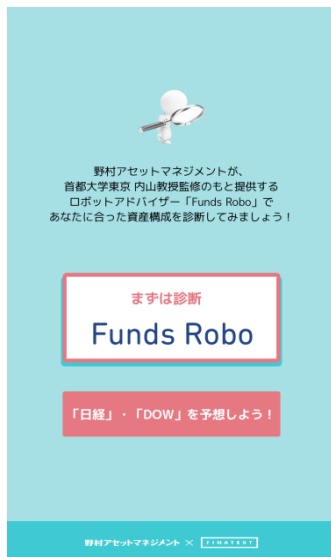 野村アセットマネジメントが、
首都大学東京 内山教授監修のもと提供する
ロボットアドバイザー「Funds Robo」で
あなたに合った資産構成を診断してみましょう！
まずは診断
Funds Robo
「日経」・「DOW」を予想しよう！
野村アセットマネジメント × FINATEXT